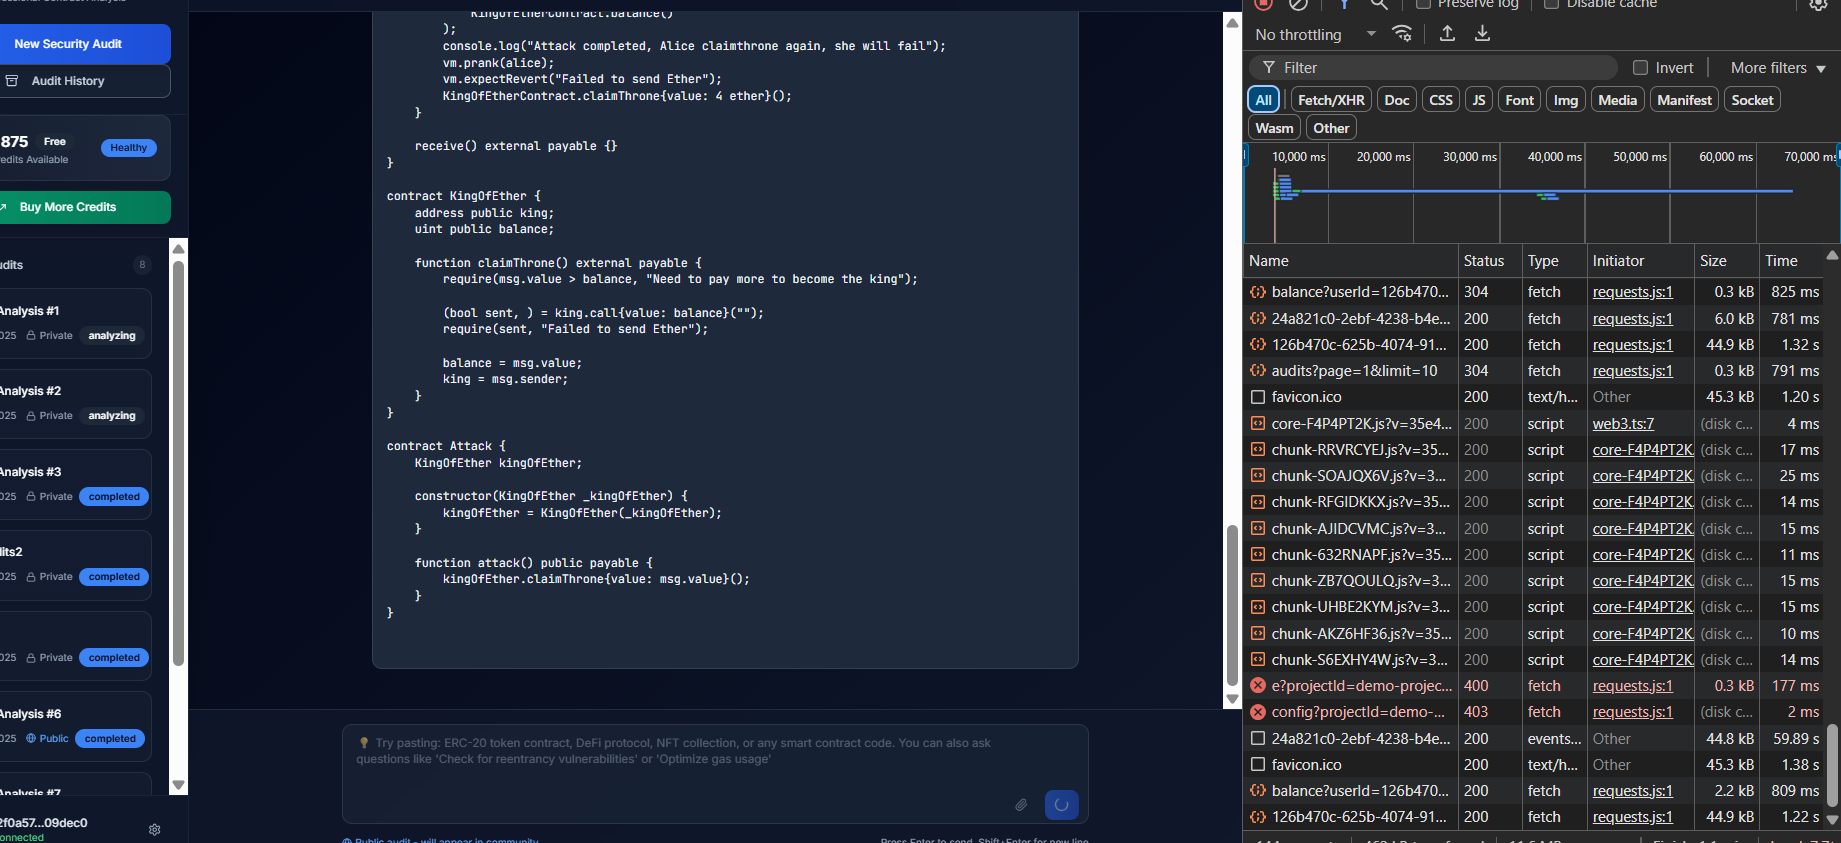 New Security Audit
Audit History
875 Free
edits Available
Healthy
Buy More Credits
udits 8
Analysis #1
025 Private analyzing
Analysis #2
025 Private analyzing
Analysis #3
025 Private completed
lits2
025 Private completed
025 Private completed
Analysis #6
025 Public completed
Analysis #7
2f0a57...09dec0
onnected
KingOfEtherContract.balance()
);
console.log("Attack completed, Alice claimthrone again, she will fail");
vm.prank(alice);
vm.expectRevert("Failed to send Ether");
KingOfEtherContract.claimThrone{value: 4 ether}();
}
receive() external payable {}
}
contract KingOfEther {
address public king;
uint public balance;
function claimThrone() external payable {
require(msg.value > balance, "Need to pay more to become the king");
(bool sent, ) = king.call{value: balance}("");
require(sent, "Failed to send Ether");
balance = msg.value;
king = msg.sender;
}
}
contract Attack {
KingOfEther kingOfEther;
constructor(KingOfEther _kingOfEther) {
kingOfEther = KingOfEther(_kingOfEther);
}
function attack() public payable {
kingOfEther.claimThrone{value: msg.value}();
}
}
💡 Try pasting: ERC-20 token contract, DeFi protocol, NFT collection, or any smart contract code. You can also ask
questions like 'Check for reentrancy vulnerabilities' or 'Optimize gas usage'
Public audit - will appear in community
Press Enter to send, Shift+Enter for new line
Preserve log Disable cache
No throttling
Filter Invert More filters
All Fetch/XHR Doc CSS JS Font Img Media Manifest Socket
Wasm Other
10,000 ms 20,000 ms 30,000 ms 40,000 ms 50,000 ms 60,000 ms 70,000 ms
Name Status Type Initiator Size Time
balance?userId=126b470... 304 fetch requests.js:1 0.3 kB 825 ms
24a821c0-2ebf-4238-b4e... 200 fetch requests.js:1 6.0 kB 781 ms
126b470c-625b-4074-91... 200 fetch requests.js:1 44.9 kB 1.32 s
audits?page=1&limit=10 304 fetch requests.js:1 0.3 kB 791 ms
favicon.ico 200 text/h... Other 45.3 kB 1.20 s
core-F4P4PT2K.js?v=35e4... 200 script web3.ts:7 (disk c... 4 ms
chunk-RRVRCYEJ.js?v=35... 200 script core-F4P4PT2K. (disk c... 17 ms
chunk-SOAJQX6V.js?v=3... 200 script core-F4P4PT2K. (disk c... 25 ms
chunk-RFGIDKKX.js?v=35... 200 script core-F4P4PT2K. (disk c... 14 ms
chunk-AJIDCVMC.js?v=3... 200 script core-F4P4PT2K. (disk c... 15 ms
chunk-632RNAPF.js?v=35... 200 script core-F4P4PT2K. (disk c... 11 ms
chunk-ZB7QOULQ.js?v=3... 200 script core-F4P4PT2K. (disk c... 15 ms
chunk-UHBE2KYM.js?v=3... 200 script core-F4P4PT2K. (disk c... 15 ms
chunk-AKZ6HF36.js?v=35... 200 script core-F4P4PT2K. (disk c... 10 ms
chunk-S6EXHY4W.js?v=3... 200 script core-F4P4PT2K. (disk c... 14 ms
e?projectId=demo-projec... 400 fetch requests.js:1 0.3 kB 177 ms
config?projectId=demo-... 403 fetch requests.js:1 (disk c... 2 ms
24a821c0-2ebf-4238-b4e... 200 events... Other 44.8 kB 59.89 s
favicon.ico 200 text/h... Other 45.3 kB 1.38 s
balance?userId=126b470... 200 fetch requests.js:1 2.2 kB 809 ms
126b470c-625b-4074-91... 200 fetch requests.js:1 44.9 kB 1.22 s